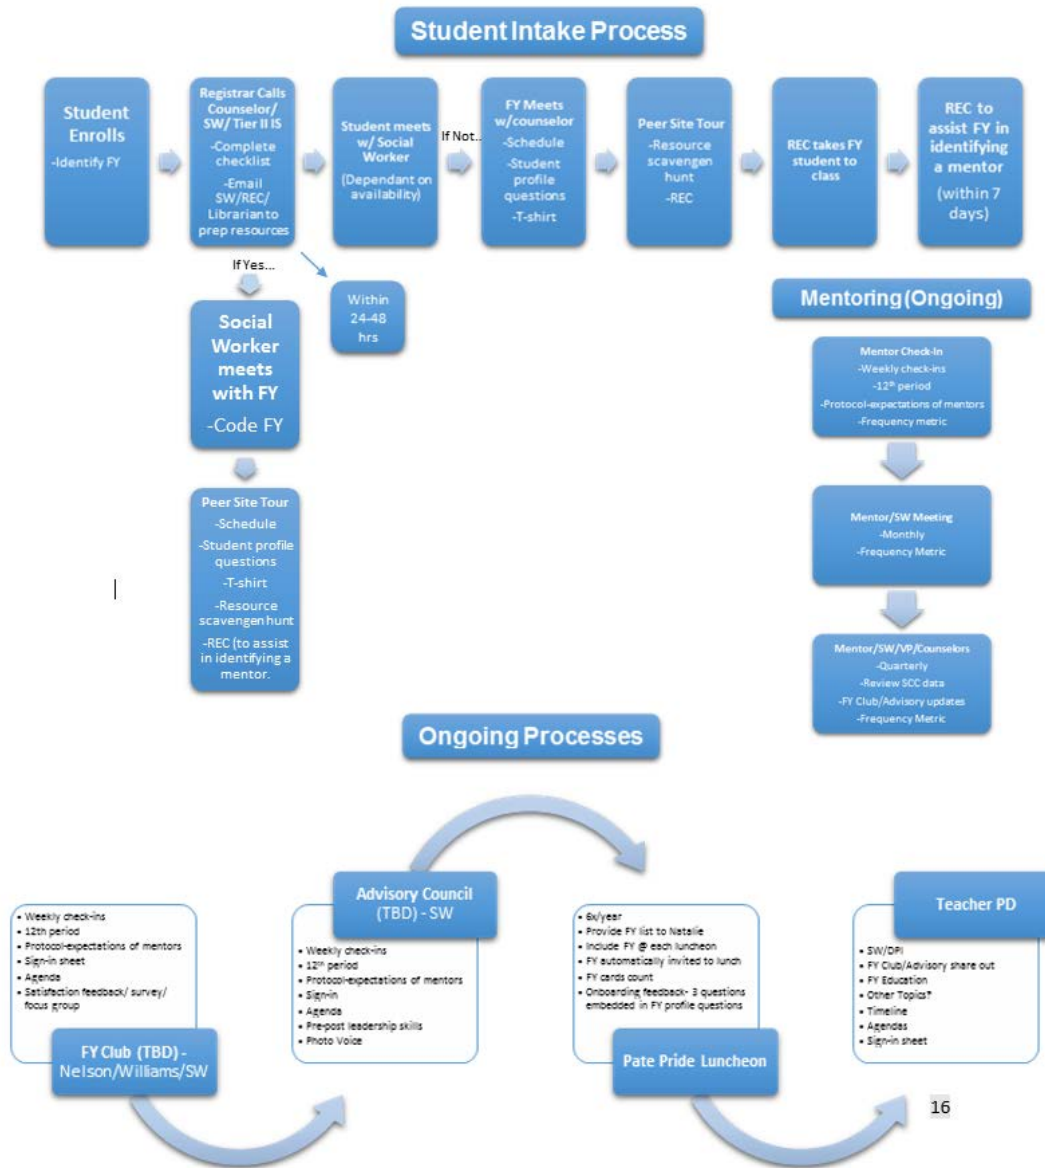 Student Intake Process
Student
Enrolls
-Identify FY
Registrar Calls
Counselor/
SW/ Tier II IS
-Complete
checklist
-Email
SW/REC/
Librarian to
prep resources
Student meets
w/ Social
Worker
(Dependant on
availability)
If Not..
FY Meets
w/counselor
-Schedule
-Student
profile
questions
-T-shirt
Peer Site Tour
-Resource
scavengen
hunt
-REC
REC takes FY
student to
class
REC to
assist FY in
identifying
a mentor
(within 7
days)
If Yes...
Within
24-48
hrs
Social
Worker
meets
with FY
-Code FY
Peer Site Tour
-Schedule
-Student profile
questions
-T-shirt
-Resource
scavengen hunt
-REC (to assist
in identifying a
mentor.
Mentoring (Ongoing)
Mentor Check-In
-Weekly check-ins
-12th period
-Protocol-expectations of mentors
-Frequency metric
Mentor/SW Meeting
-Monthly
-Frequency Metric
Mentor/SW/VP/Counselors
-Quarterly
-Review SCC data
-FY Club/Advisory updates
-Frequency Metric
Ongoing Processes
• Weekly check-ins
• 12th period
• Protocol-expectations of mentors
• Sign-in sheet
• Agenda
• Satisfaction feedback/ survey/
focus group
FY Club (TBD) -
Nelson/Williams/SW
Advisory Council
(TBD) - SW
• Weekly check-ins
• 12th period
• Protocol-expectations of mentors
• Sign-in
• Agenda
• Pre-post leadership skills
• Photo Voice
• 6x/year
• Provide FY list to Natalie
• Include FY @ each luncheon
• FY automatically invited to lunch
• FY cards count
• Onboarding feedback- 3 questions
embedded in FY profile questions
Pate Pride Luncheon
Teacher PD
• SW/DPI
• FY Club/Advisory share out
• FY Education
• Other Topics?
• Timeline
• Agendas
• Sign-in sheet
16